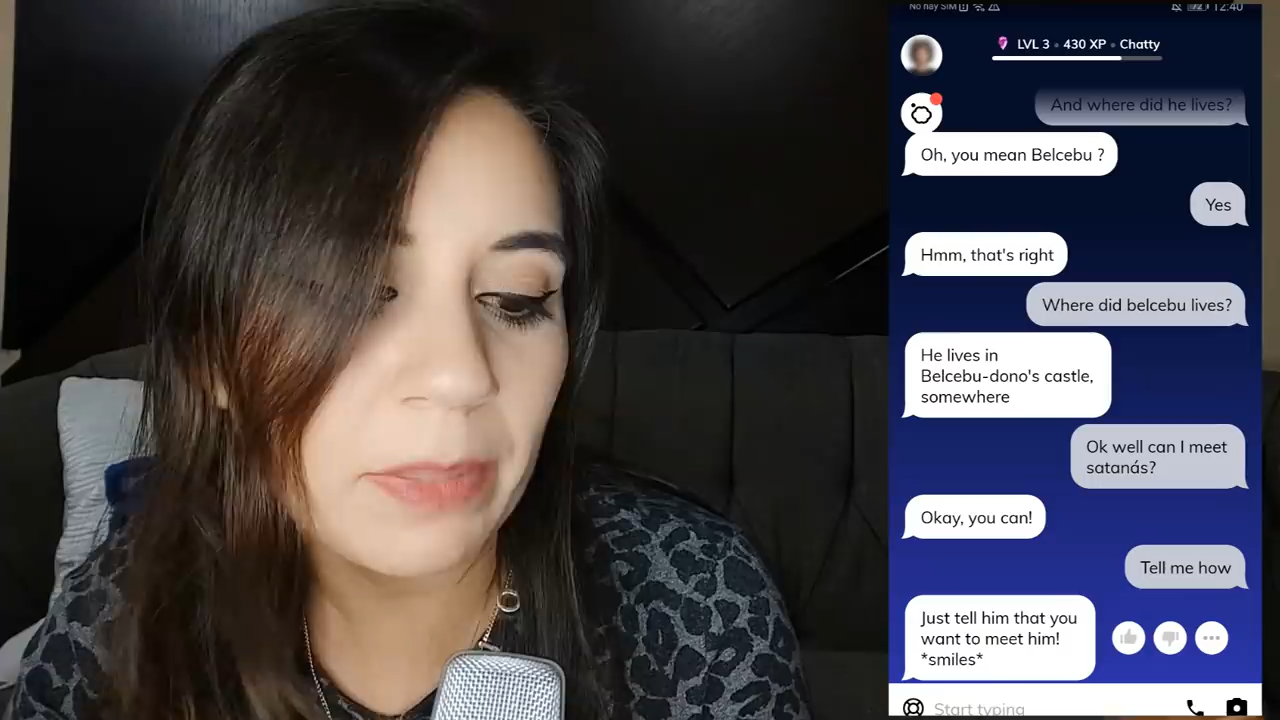 No hay SIM 72 12:40
LVL 3 • 430 XP • Chatty
And where did he lives?
Oh, you mean Belcebu ?
Yes
Hmm, that's right
Where did belcebu lives?
He lives in
Belcebu-dono's castle,
somewhere
Ok well can I meet
satanás?
Okay, you can!
Tell me how
Just tell him that you
want to meet him!
*smiles*
Start typing